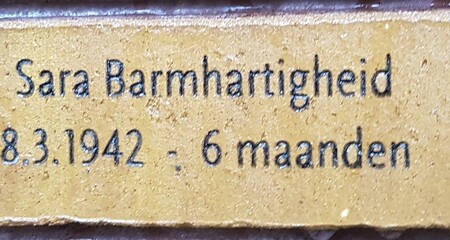 Sara Barmhartigheid
8.3.1942 - 6 maanden